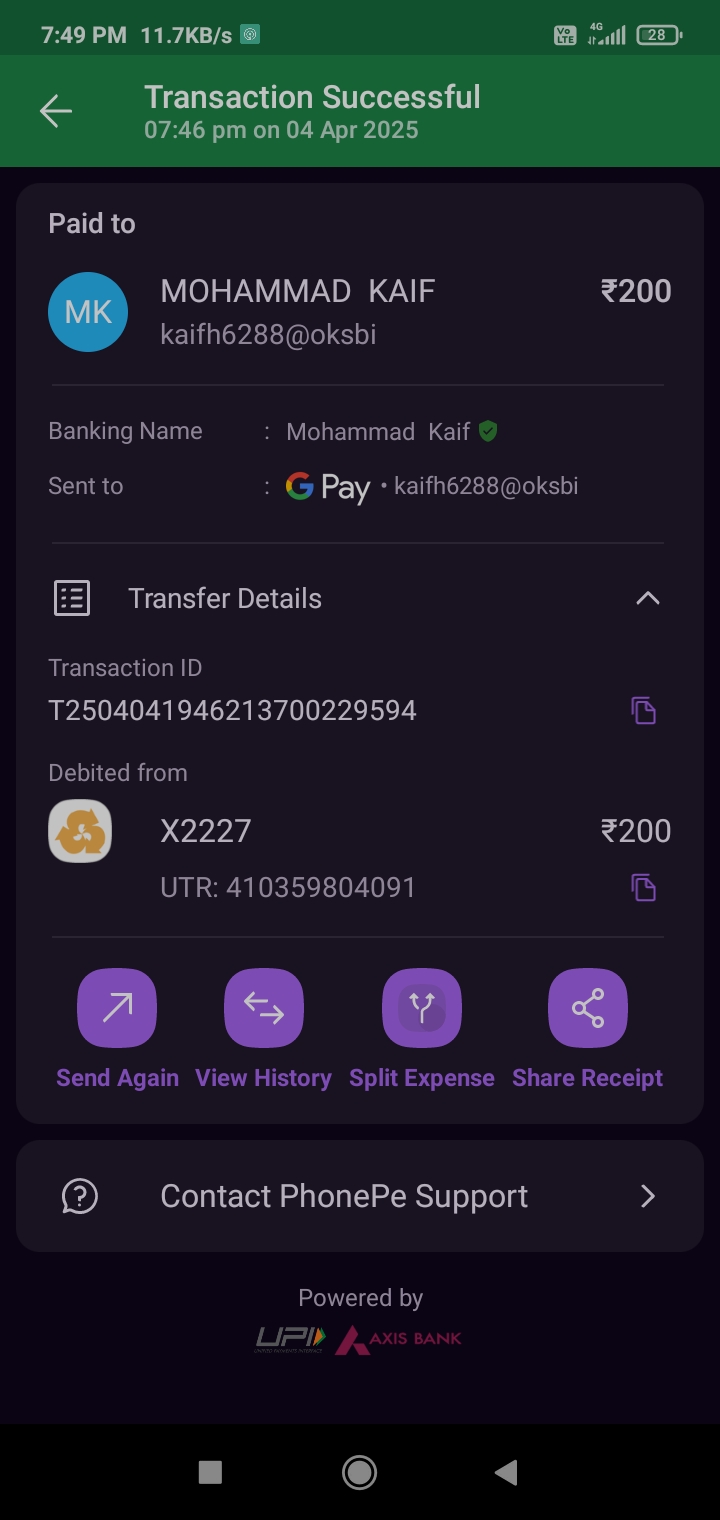 7:49 PM 11.7KB/s Vo LTE 4G 28
Transaction Successful
07:46 pm on 04 Apr 2025
Paid to
MK MOHAMMAD KAIF ₹200
kaifh6288@oksbi
Banking Name : Mohammad Kaif
Sent to : G Pay • kaifh6288@oksbi
Transfer Details
Transaction ID
T2504041946213700229594
Debited from
X2227 ₹200
UTR: 410359804091
Send Again View History Split Expense Share Receipt
Contact PhonePe Support
Powered by
UPI AXIS BANK
UNIFIED PAYMENTS INTERFACE